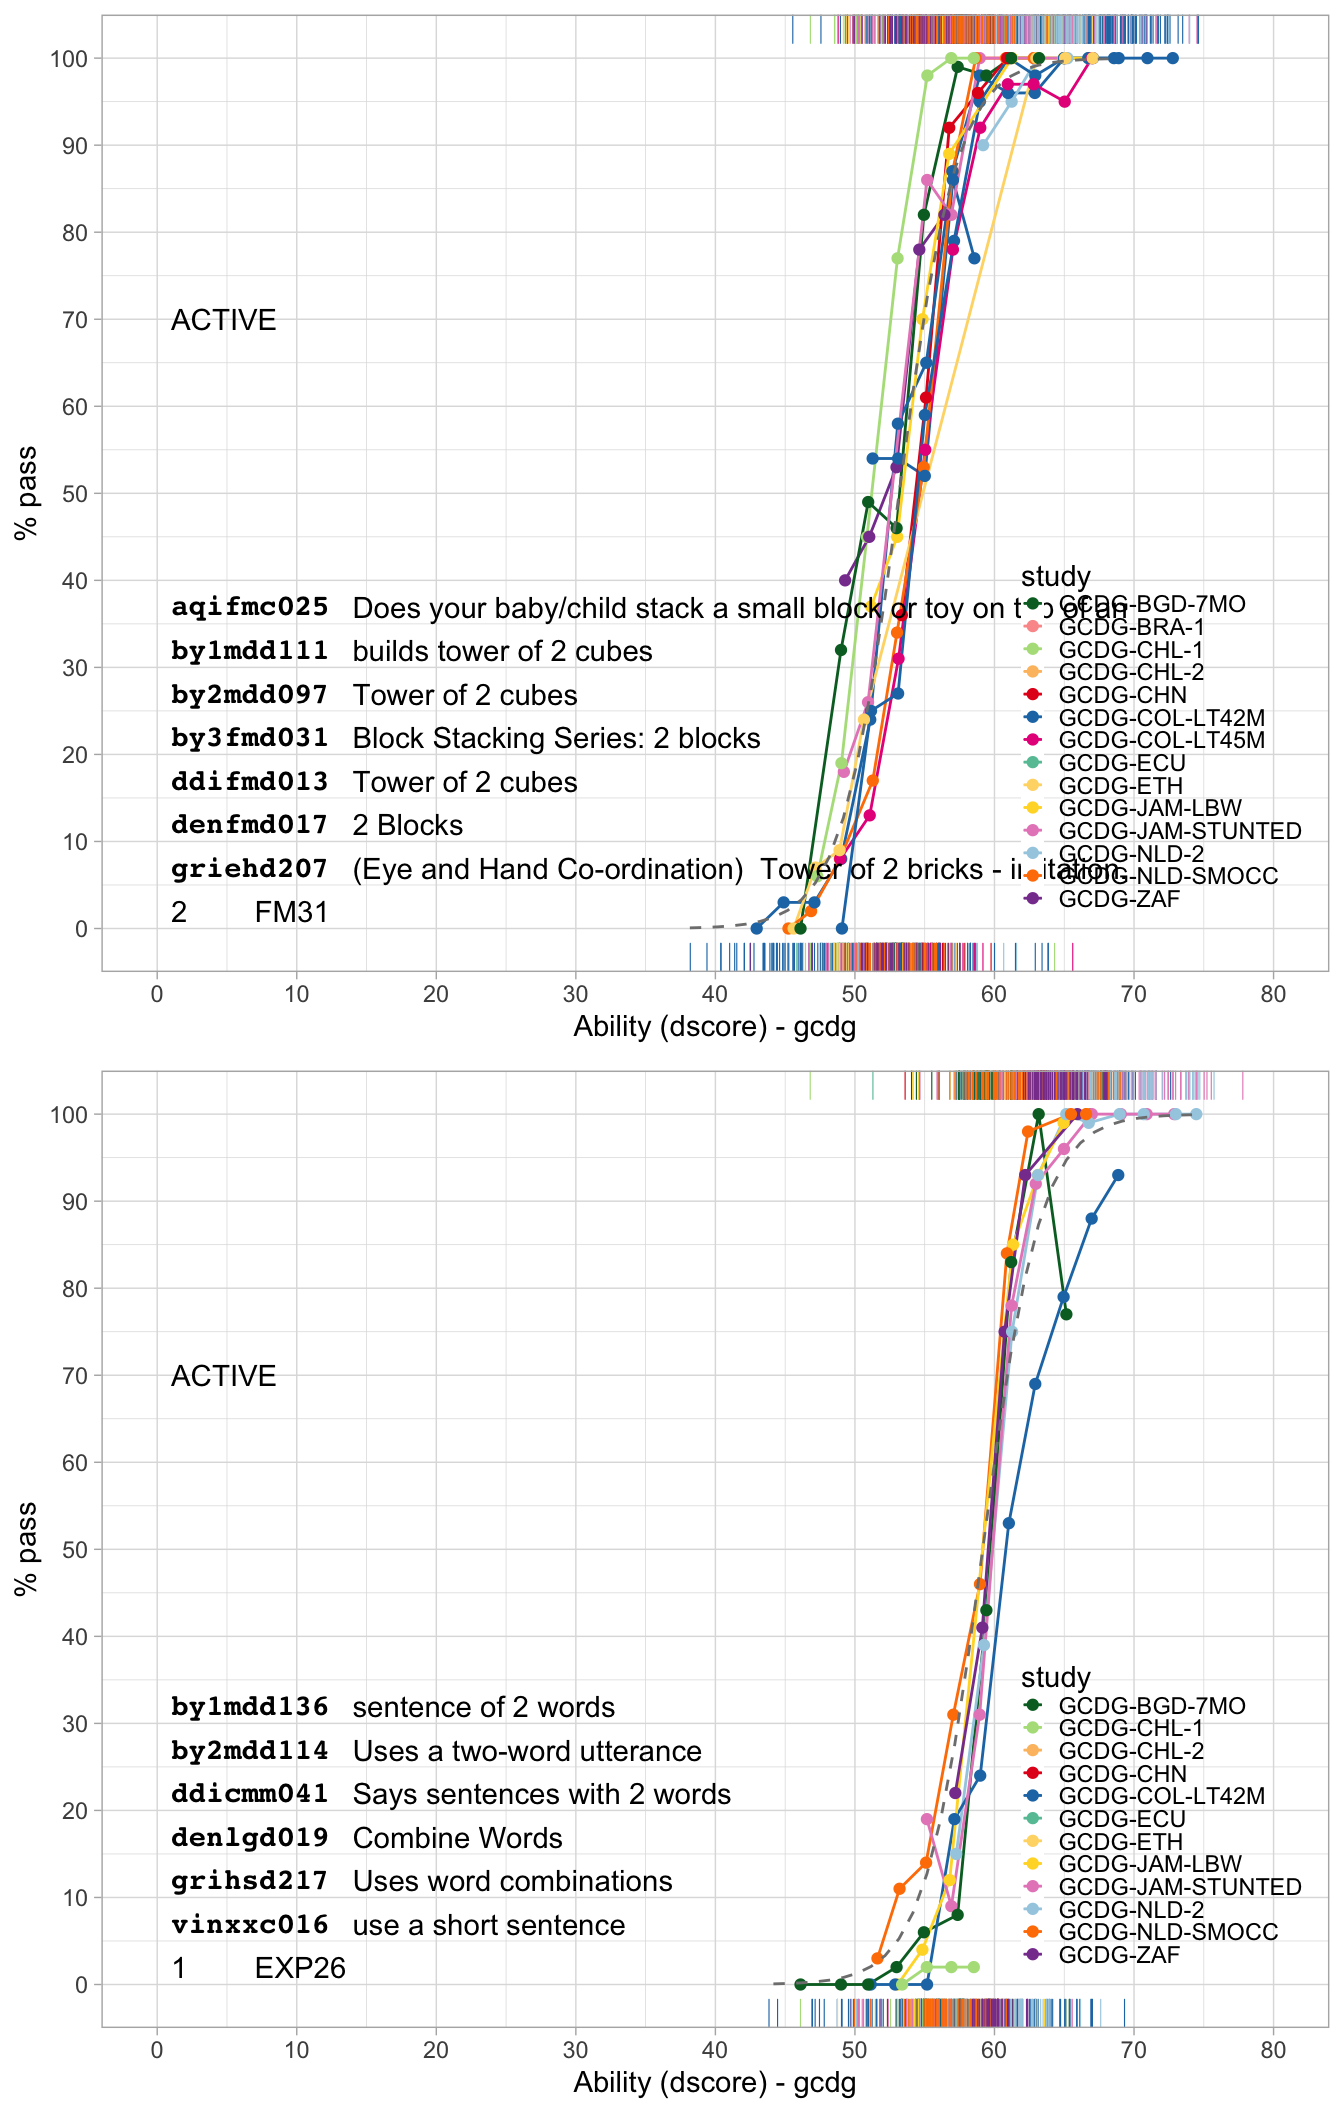 100
90
80
70
60
50
40
30
20
10
0
% pass
ACTIVE
aqifmc025 Does your baby/child stack a small block or toy on top of an
by1mdd111 builds tower of 2 cubes
by2mdd097 Tower of 2 cubes
by3fmd031 Block Stacking Series: 2 blocks
ddifmd013 Tower of 2 cubes
denfmd017 2 Blocks
griehd207 (Eye and Hand Co-ordination) Tower of 2 bricks - imitation.
2 FM31
study
GCDG-BGD-7MO
GCDG-BRA-1
GCDG-CHL-1
GCDG-CHL-2
GCDG-CHN
GCDG-COL-LT42M
GCDG-COL-LT45M
GCDG-ECU
GCDG-ETH
GCDG-JAM-LBW
GCDG-JAM-STUNTED
GCDG-NLD-2
GCDG-NLD-SMOCC
GCDG-ZAF
0 10 20 30 40 50 60 70 80
Ability (dscore) - gcdg
100
90
80
70
60
50
40
30
20
10
0
% pass
ACTIVE
by1mdd136 sentence of 2 words
by2mdd114 Uses a two-word utterance
ddicmm041 Says sentences with 2 words
denlgd019 Combine Words
grihsd217 Uses word combinations
vinxxc016 use a short sentence
1 EXP26
study
GCDG-BGD-7MO
GCDG-CHL-1
GCDG-CHL-2
GCDG-CHN
GCDG-COL-LT42M
GCDG-ECU
GCDG-ETH
GCDG-JAM-LBW
GCDG-JAM-STUNTED
GCDG-NLD-2
GCDG-NLD-SMOCC
GCDG-ZAF
0 10 20 30 40 50 60 70 80
Ability (dscore) - gcdg